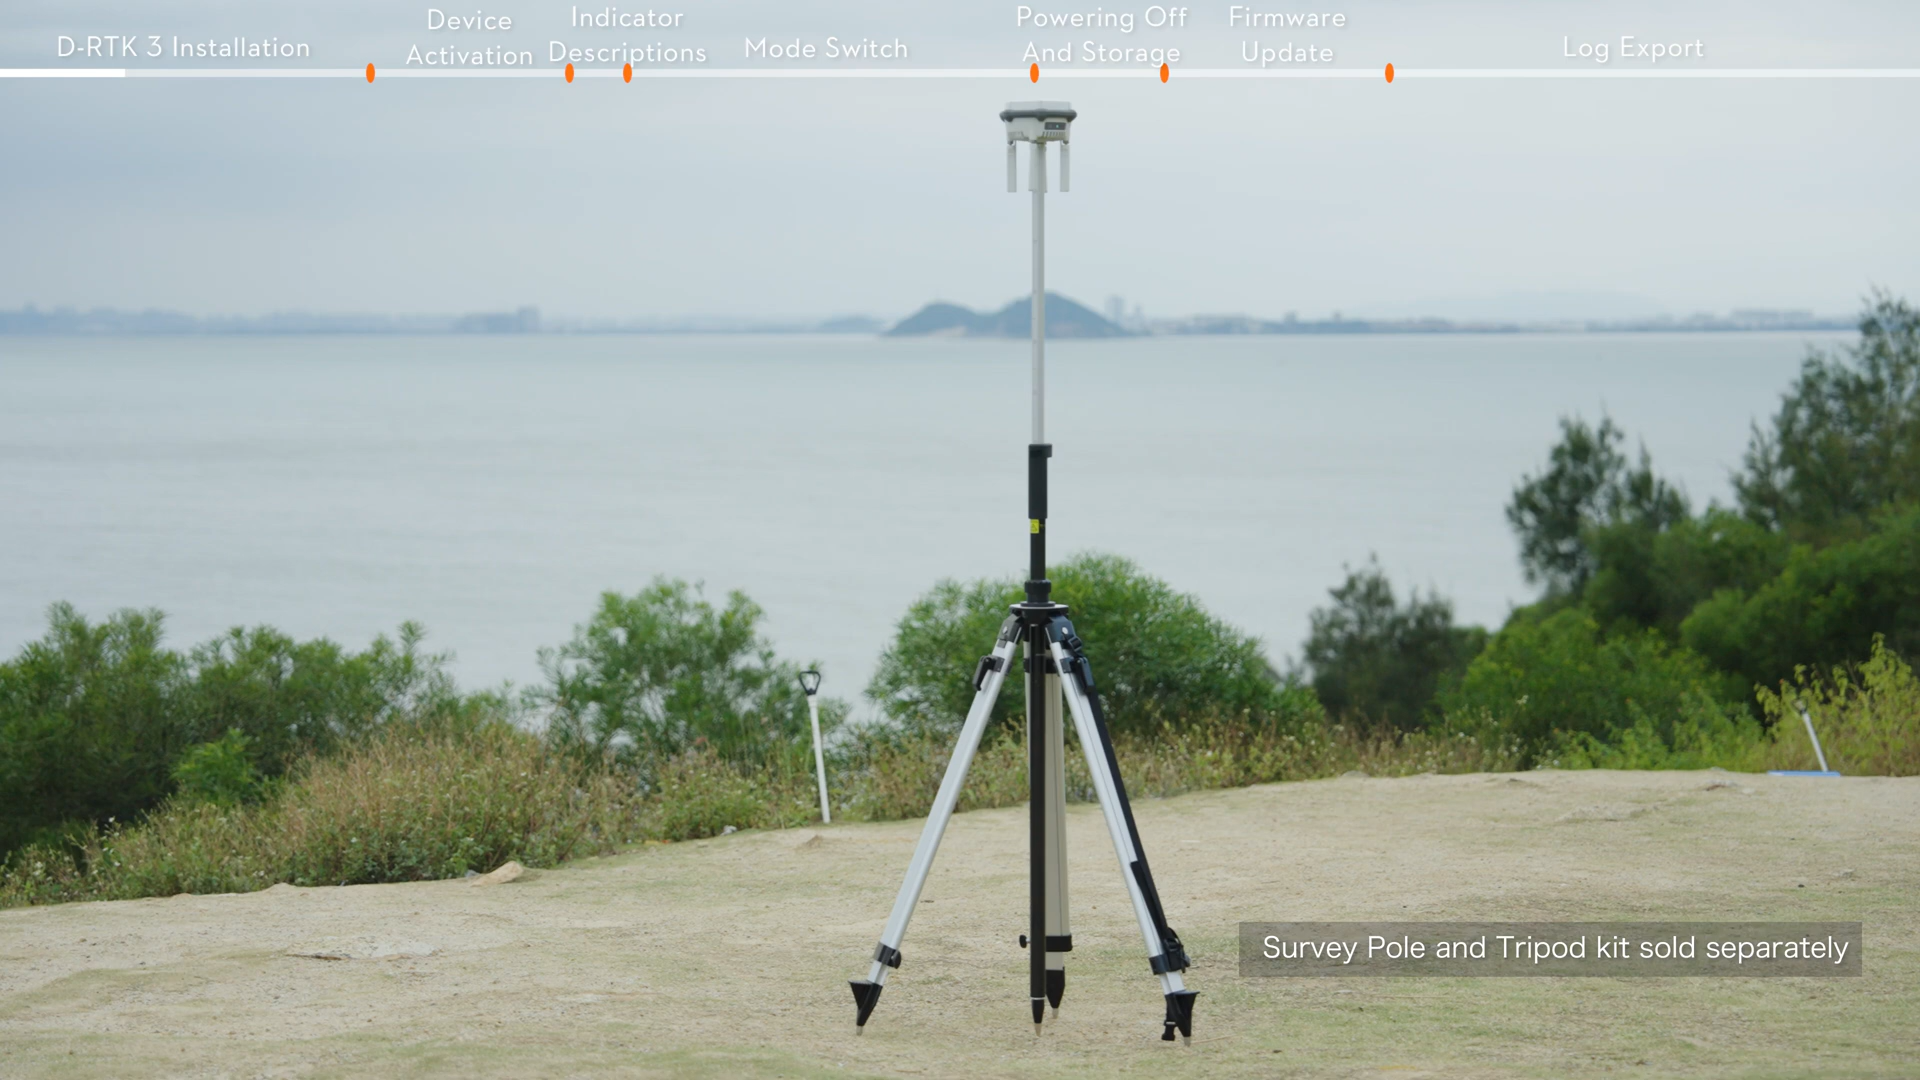 D-RTK 3 Installation
Device
Activation
Indicator
Descriptions
Mode Switch
Powering Off
And Storage
Firmware
Update
Log Export
Survey Pole and Tripod kit sold separately